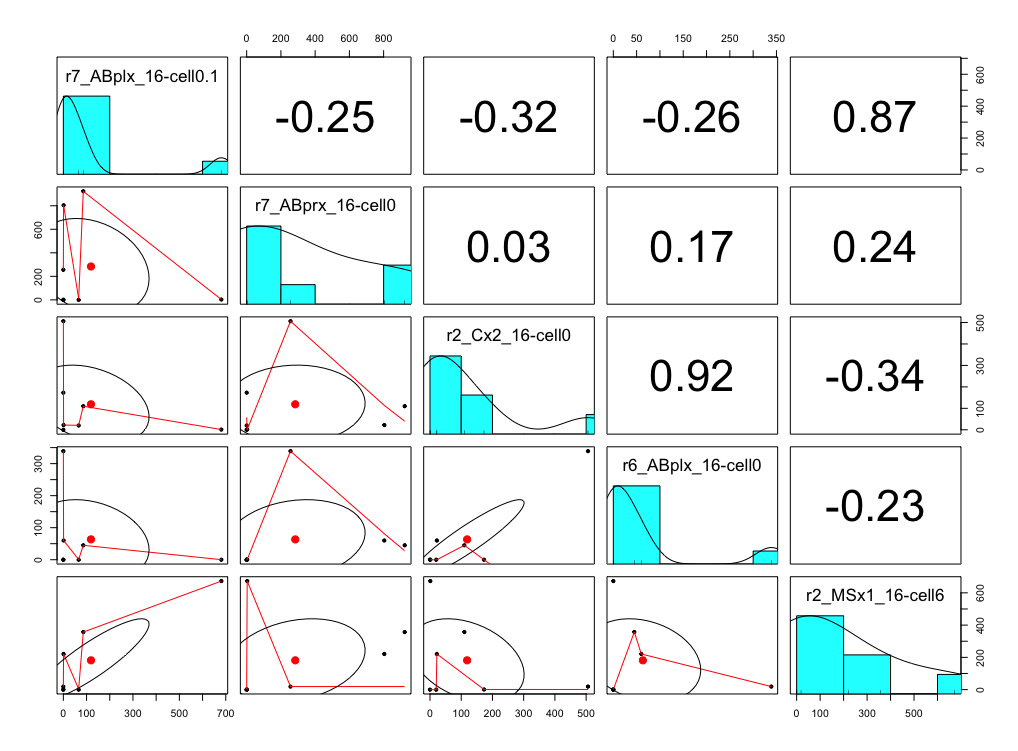 0 200 400 800
0 50 150 250 350
r7_ABplx_16-cell0.1
-0.25
-0.32
-0.26
0.87
0 200 400 600
r7_ABprx_16-cell0
0.03
0.17
0.24
0 200 600
r2_Cx2_16-cell0
0.92
-0.34
0 100 300 500
r6_ABplx_16-cell0
-0.23
0 100 200 300
r2_MSx1_16-cell6
0 200 400 600
0 100 300 500 700
0 100 200 300 400 500
0 100 300 500